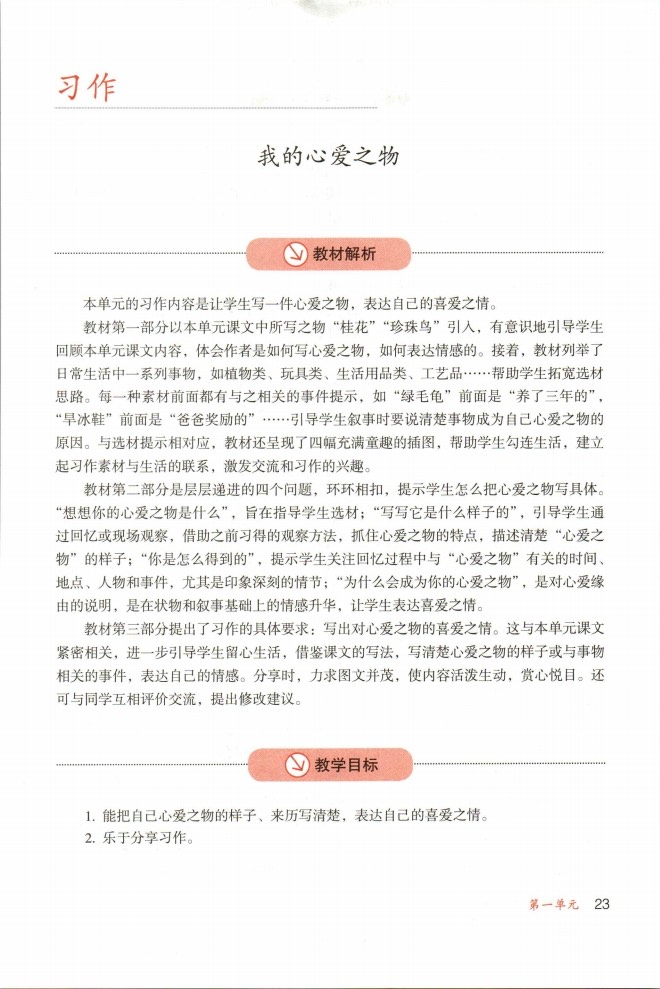 习作
我的心爱之物
教材解析
本单元的习作内容是让学生写一件心爱之物，表达自己的喜爱之情。
教材第一部分以本单元课文中所写之物“桂花”“珍珠鸟”引入，有意识地引导学生
回顾本单元课文内容，体会作者是如何写心爱之物，如何表达情感的。接着，教材列举了
日常生活中一系列事物，如植物类、玩具类、生活用品类、工艺品……帮助学生拓宽选材
思路。每一种素材前面都有与之相关的事件提示，如“绿毛龟”前面是“养了三年的”，
“旱冰鞋”前面是“爸爸奖励的”……引导学生叙事时要说清楚事物成为自己心爱之物的
原因。与选材提示相对应，教材还呈现了四幅充满童趣的插图，帮助学生勾连生活，建立
起习作素材与生活的联系，激发交流和习作的兴趣。
教材第二部分是层层递进的四个问题，环环相扣，提示学生怎么把心爱之物写具体。
“想想你的心爱之物是什么”，旨在指导学生选材；“写写它是什么样子的”，引导学生通
过回忆或现场观察，借助之前习得的观察方法，抓住心爱之物的特点，描述清楚“心爱之
物”的样子；“你是怎么得到的”，提示学生关注回忆过程中与“心爱之物”有关的时间、
地点、人物和事件，尤其是印象深刻的情节；“为什么会成为你的心爱之物”，是对心爱缘
由的说明，是在状物和叙事基础上的情感升华，让学生表达喜爱之情。
教材第三部分提出了习作的具体要求：写出对心爱之物的喜爱之情。这与本单元课文
紧密相关，进一步引导学生留心生活，借鉴课文的写法，写清楚心爱之物的样子或与事物
相关的事件，表达自己的情感。分享时，力求图文并茂，使内容活泼生动，赏心悦目。还
可与同学互相评价交流，提出修改建议。
教学目标
1. 能把自己心爱之物的样子、来历写清楚，表达自己的喜爱之情。
2. 乐于分享习作。
第一单元 23